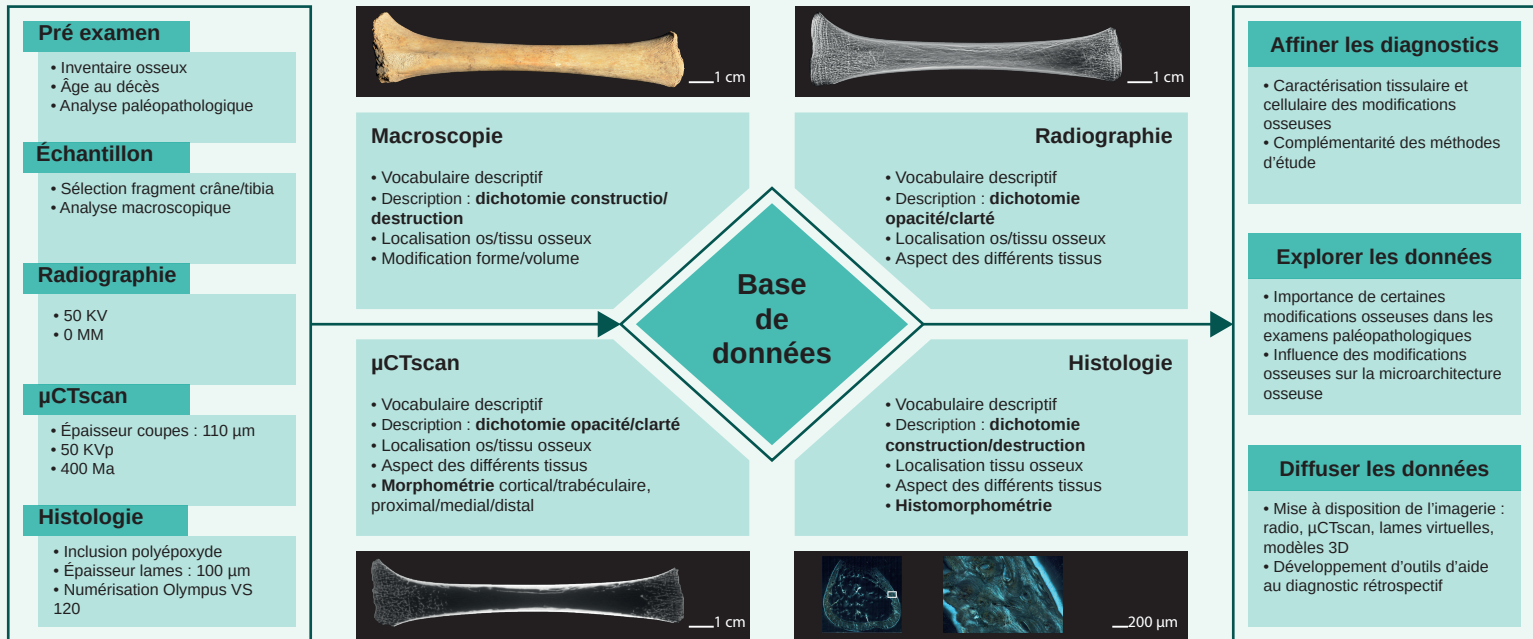 Pré examen
• Inventaire osseux
• Âge au décès
• Analyse paléopathologique
Échantillon
• Sélection fragment crâne/tibia
• Analyse macroscopique
Radiographie
• 50 KV
• 0 MM
µCTscan
• Épaisseur coupes : 110 µm
• 50 KVp
• 400 Ma
Histologie
• Inclusion polyépoxyde
• Épaisseur lames : 100 µm
• Numérisation Olympus VS
120
1 cm
Macroscopie
• Vocabulaire descriptif
• Description : dichotomie constructio/
destruction
• Localisation os/tissu osseux
• Modification forme/volume
1 cm
Radiographie
• Vocabulaire descriptif
• Description : dichotomie
opacité/clarté
• Localisation os/tissu osseux
• Aspect des différents tissus
Base
de
données
µCTscan
• Vocabulaire descriptif
• Description : dichotomie opacité/clarté
• Localisation os/tissu osseux
• Aspect des différents tissus
• Morphométrie cortical/trabéculaire,
proximal/medial/distal
1 cm
Histologie
• Vocabulaire descriptif
• Description : dichotomie
construction/destruction
• Localisation tissu osseux
• Aspect des différents tissus
• Histomorphométrie
200 µm
Affiner les diagnostics
• Caractérisation tissulaire et
cellulaire des modifications
osseuses
• Complémentarité des méthodes
d’étude
Explorer les données
• Importance de certaines
modifications osseuses dans les
examens paléopathologiques
• Influence des modifications
osseuses sur la microarchitecture
osseuse
Diffuser les données
• Mise à disposition de l’imagerie :
radio, µCTscan, lames virtuelles,
modèles 3D
• Développement d’outils d’aide
au diagnostic rétrospectif